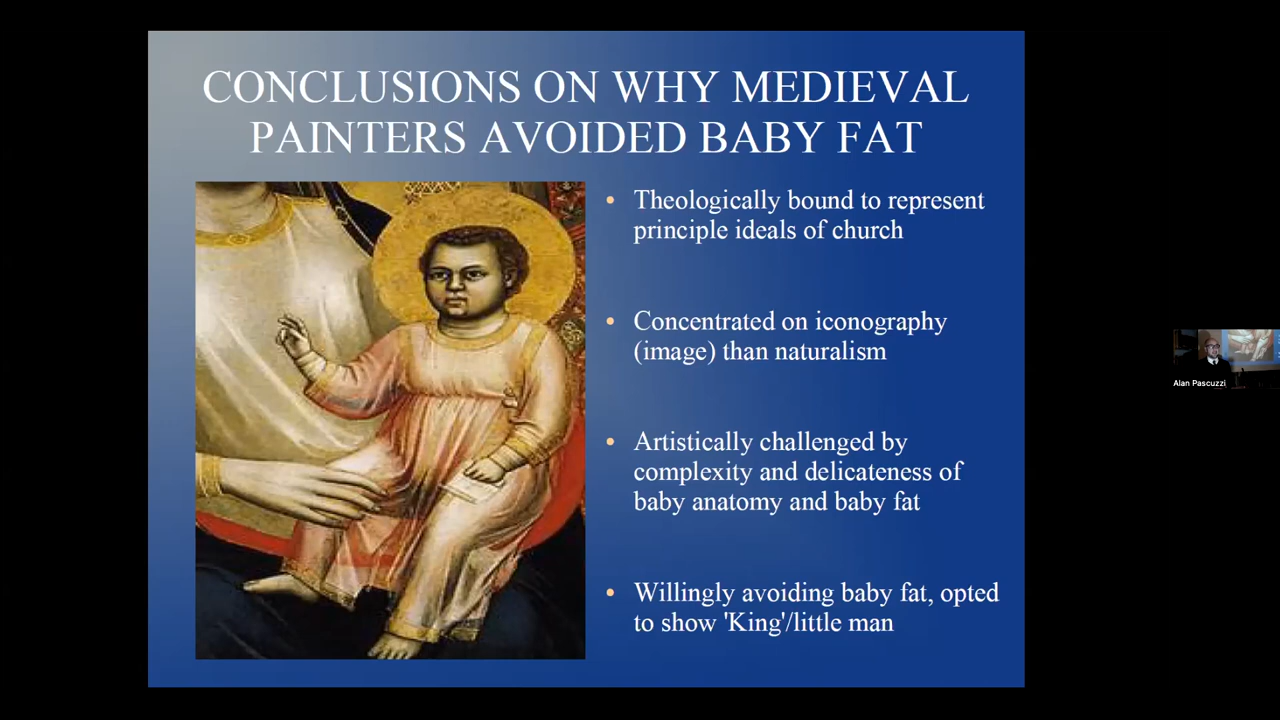 CONCLUSIONS ON WHY MEDIEVAL
PAINTERS AVOIDED BABY FAT
• Theologically bound to represent
principle ideals of church
• Concentrated on iconography
(image) than naturalism
• Artistically challenged by
complexity and delicateness of
baby anatomy and baby fat
• Willingly avoiding baby fat, opted
to show 'King'/little man
Alan Pascuzzi